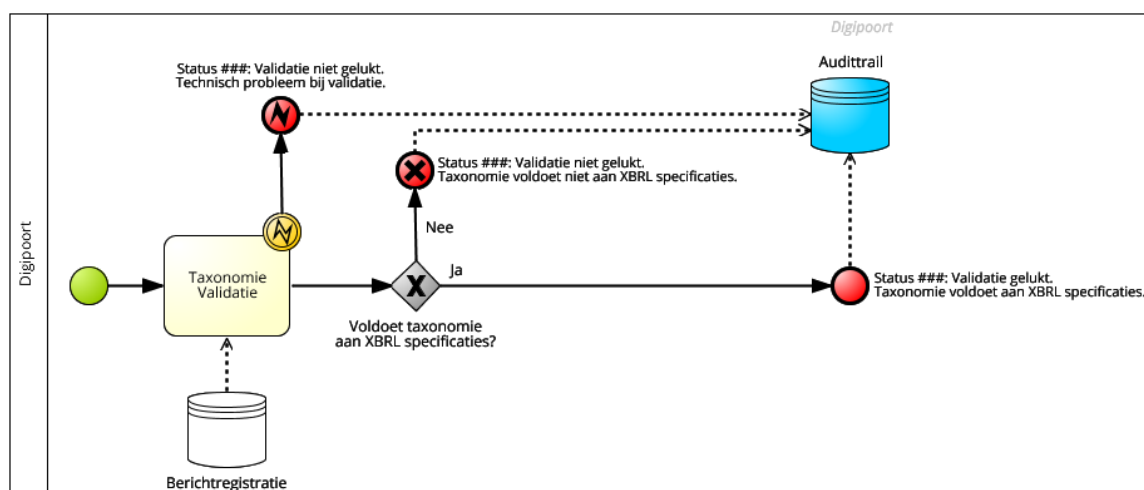 Digipoort
Digipoort
Audittrail
Status ###: Validatie niet gelukt.
Technisch probleem bij validatie.
Status ###: Validatie niet gelukt.
Taxonomie voldoet niet aan XBRL specificaties.
Nee
Taxonomie
Validatie
Ja
Status ###: Validatie gelukt.
Taxonomie voldoet aan XBRL specificaties.
Voldoet taxonomie
aan XBRL specificaties?
Berichtregistratie